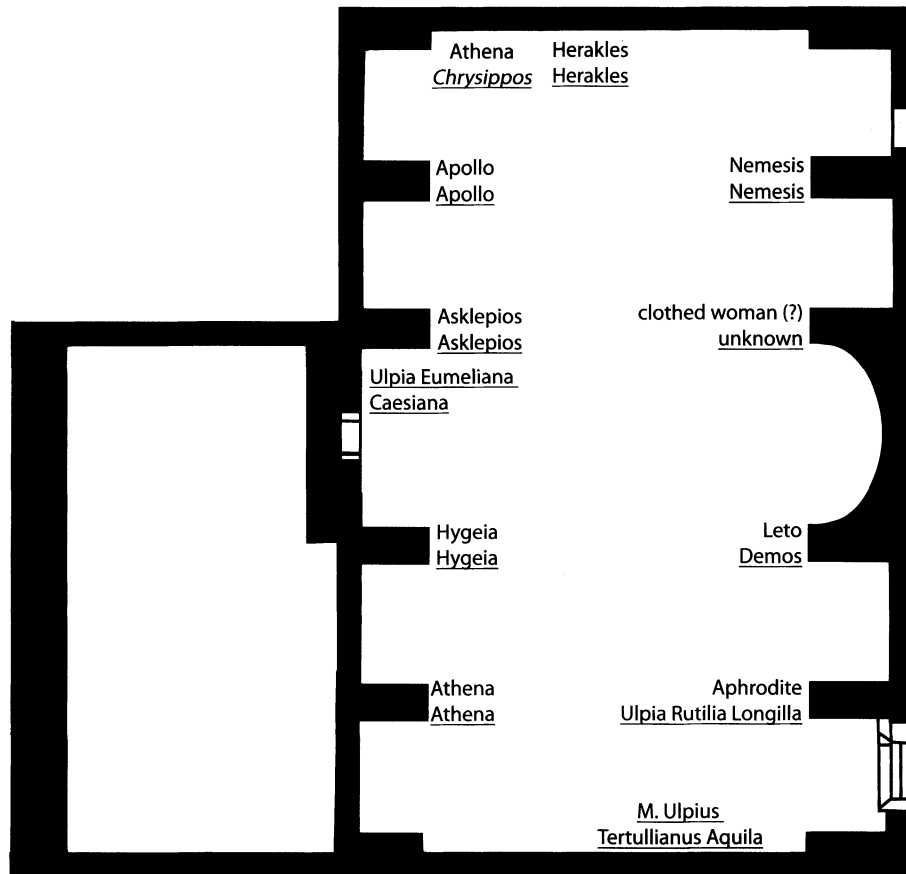 Athena
Chrysippos
Herakles
Herakles
Apollo
Apollo
Nemesis
Nemesis
Asklepios
Asklepios
clothed woman (?)
unknown
Ulpia Eumeliana
Caesiana
Hygeia
Hygeia
Leto
Demos
Athena
Athena
Aphrodite
Ulpia Rutilia Longilla
M. Ulpius
Tertullianus Aquila